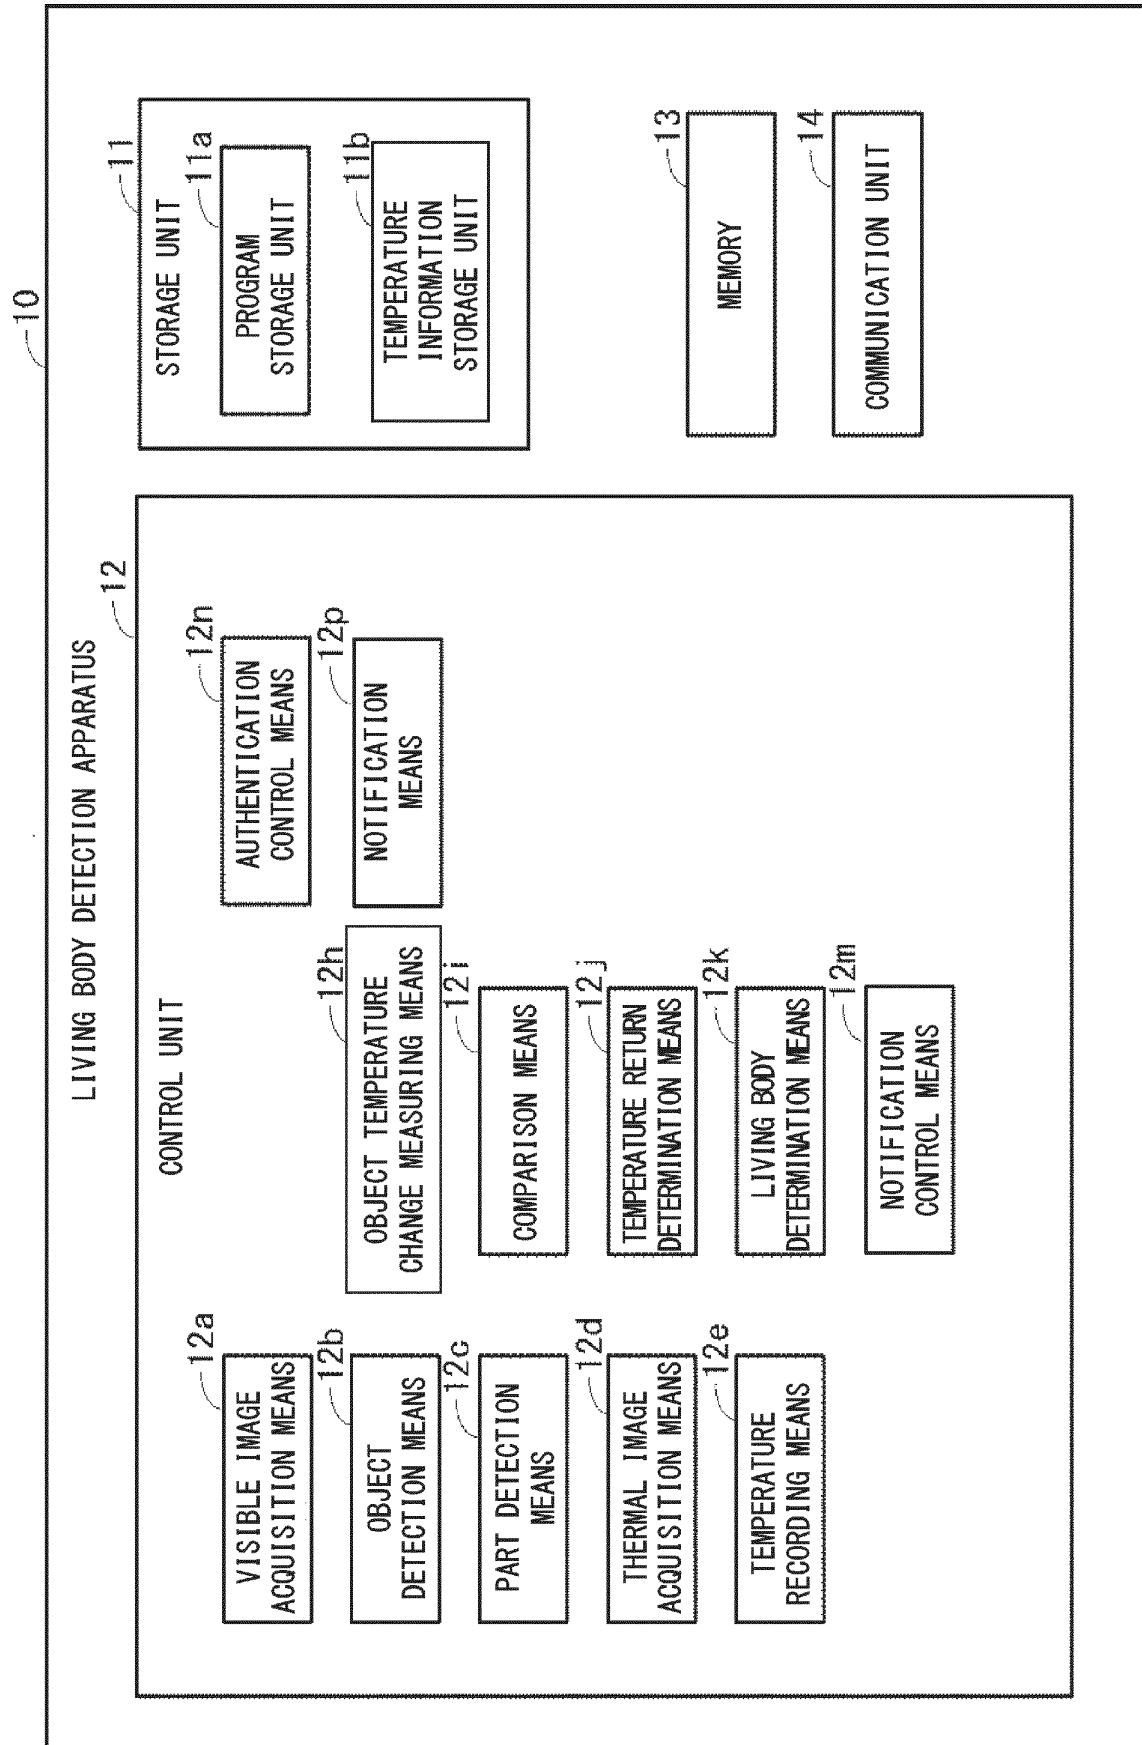 10
LIVING BODY DETECTION APPARATUS
12
CONTROL UNIT
12a
VISIBLE IMAGE
ACQUISITION MEANS
12b
OBJECT
DETECTION MEANS
12c
PART DETECTION
MEANS
12d
THERMAL IMAGE
ACQUISITION MEANS
12e
TEMPERATURE
RECORDING MEANS
12h
OBJECT TEMPERATURE
CHANGE MEASURING MEANS
12i
COMPARISON MEANS
12j
TEMPERATURE RETURN
DETERMINATION MEANS
12k
LIVING BODY
DETERMINATION MEANS
12m
NOTIFICATION
CONTROL MEANS
12n
AUTHENTICATION
CONTROL MEANS
12p
NOTIFICATION
MEANS
11
STORAGE UNIT
11a
PROGRAM
STORAGE UNIT
11b
TEMPERATURE
INFORMATION
STORAGE UNIT
13
MEMORY
14
COMMUNICATION UNIT